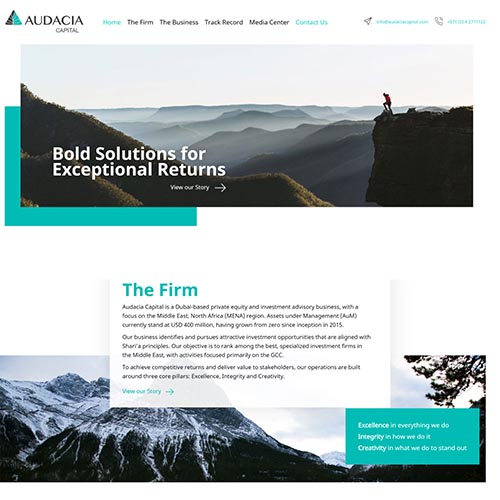 AUDACIA
CAPITAL
Home The Firm The Business Track Record Media Center Contact Us
info@audaciacapital.com
+971 (0) 4 2771122
Bold Solutions for
Exceptional Returns
View our Story
The Firm
Audacia Capital is a Dubai-based private equity and investment advisory business, with a
focus on the Middle East, North Africa (MENA) region. Assets under Management (AuM)
currently stand at USD 400 million, having grown from zero since inception in 2015.
Our business identifies and pursues attractive investment opportunities that are aligned with
Shari'a principles. Our objective is to rank among the best, specialized investment firms in
the Middle East, with activities focused primarily on the GCC.
To achieve competitive returns and deliver value to stakeholders, our operations are built
around three core pillars: Excellence, Integrity and Creativity.
View our Story
Excellence in everything we do
Integrity in how we do it
Creativity in what we do to stand out